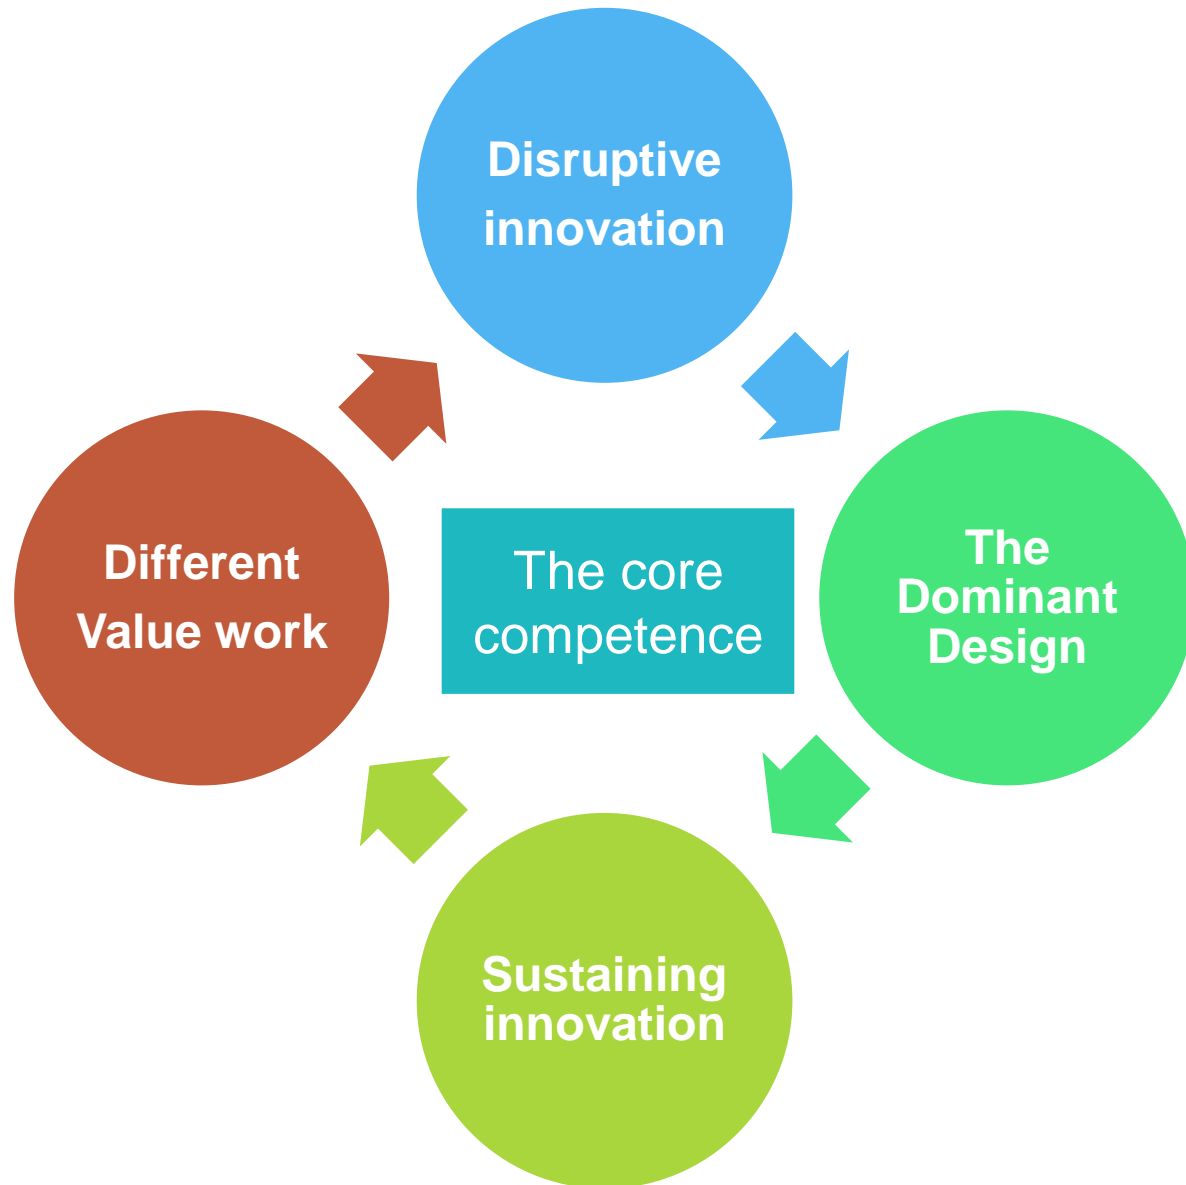 Disruptive
innovation
Different
Value work
The core
competence
The
Dominant
Design
Sustaining
innovation